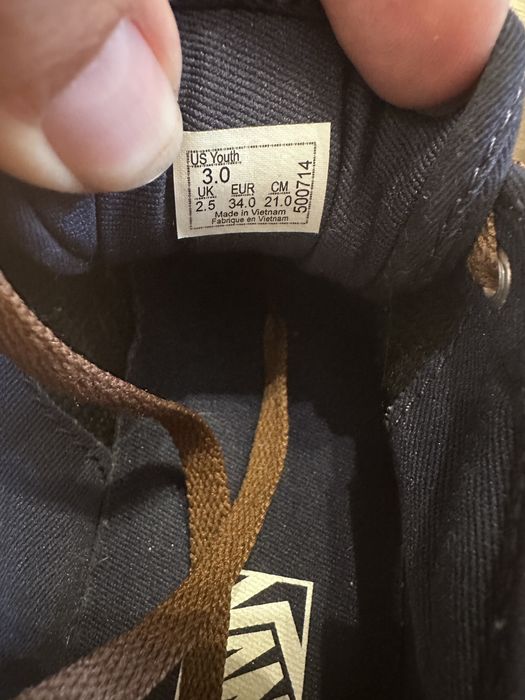 US Youth
3.0
UK EUR CM
2.5 34.0 21.0
Made in Vietnam
Fabrique en Vietnam
500714